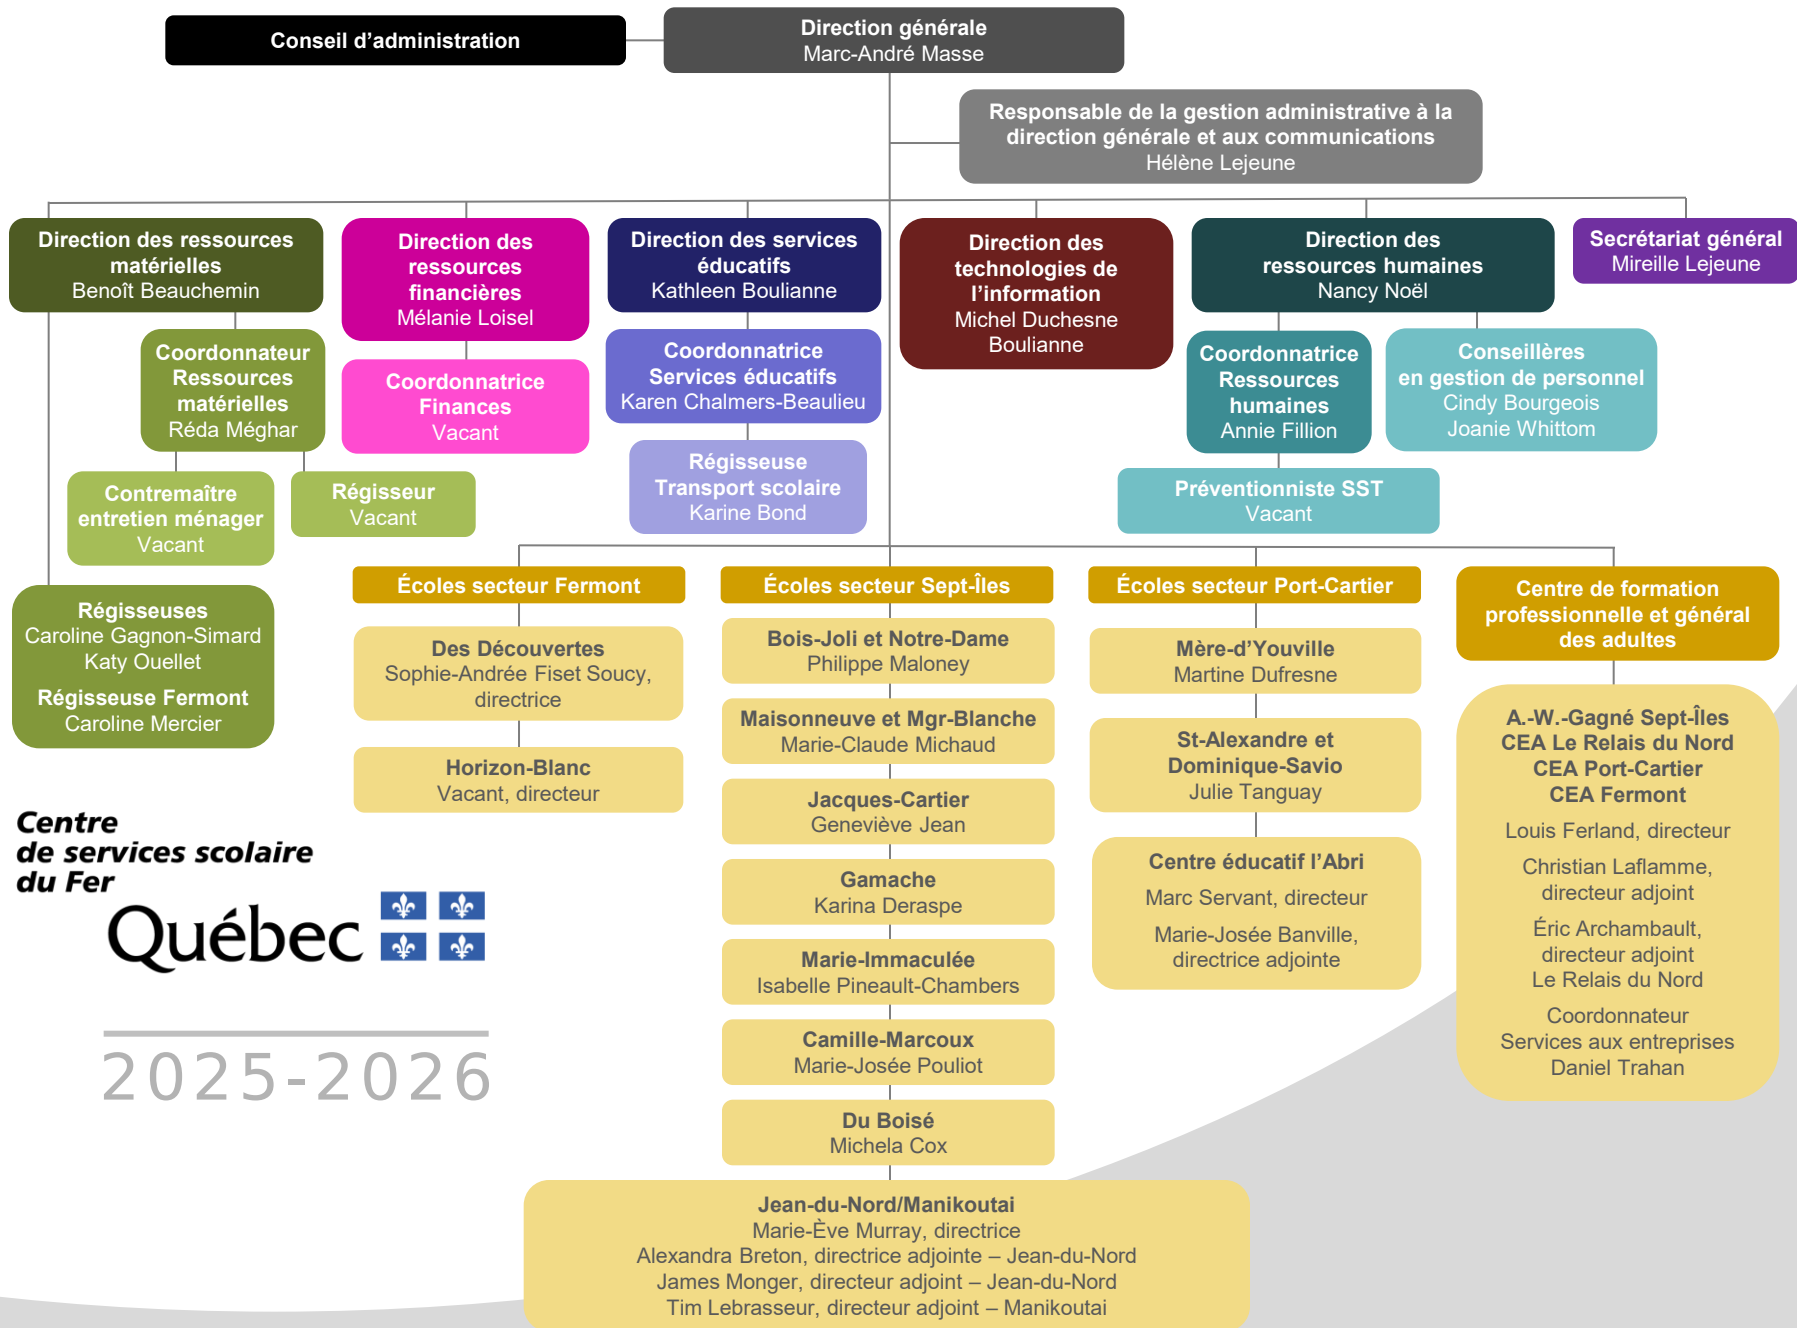 Conseil d’administration
Direction générale
Marc-André Masse
Responsable de la gestion administrative à la
direction générale et aux communications
Hélène Lejeune
Direction des ressources
matérielles
Benoît Beauchemin
Direction des
ressources
financières
Mélanie Loisel
Direction des services
éducatifs
Kathleen Boulianne
Direction des
technologies de
l’information
Michel Duchesne
Boulianne
Direction des
ressources humaines
Nancy Noël
Secrétariat général
Mireille Lejeune
Coordonnateur
Ressources
matérielles
Réda Méghar
Coordonnatrice
Finances
Vacant
Coordonnatrice
Services éducatifs
Karen Chalmers-Beaulieu
Coordonnatrice
Ressources
humaines
Annie Fillion
Conseillères
en gestion de personnel
Cindy Bourgeois
Joanie Whittom
Contremaître
entretien ménager
Vacant
Régisseur
Vacant
Régisseuse
Transport scolaire
Karine Bond
Préventionniste SST
Vacant
Régisseuses
Caroline Gagnon-Simard
Katy Ouellet
Régisseuse Fermont
Caroline Mercier
Écoles secteur Fermont
Des Découvertes
Sophie-Andrée Fiset Soucy,
directrice
Horizon-Blanc
Vacant, directeur
Écoles secteur Sept-Îles
Bois-Joli et Notre-Dame
Philippe Maloney
Maisonneuve et Mgr-Blanche
Marie-Claude Michaud
Jacques-Cartier
Geneviève Jean
Gamache
Karina Deraspe
Marie-Immaculée
Isabelle Pineault-Chambers
Camille-Marcoux
Marie-Josée Pouliot
Du Boisé
Michela Cox
Jean-du-Nord/Manikoutai
Marie-Ève Murray, directrice
Alexandra Breton, directrice adjointe – Jean-du-Nord
James Monger, directeur adjoint – Jean-du-Nord
Tim Lebrasseur, directeur adjoint – Manikoutai
Écoles secteur Port-Cartier
Mère-d’Youville
Martine Dufresne
St-Alexandre et
Dominique-Savio
Julie Tanguay
Centre éducatif l’Abri
Marc Servant, directeur
Marie-Josée Banville,
directrice adjointe
Centre de formation
professionnelle et général
des adultes
A.-W.-Gagné Sept-Îles
CEA Le Relais du Nord
CEA Port-Cartier
CEA Fermont
Louis Ferland, directeur
Christian Laflamme,
directeur adjoint
Éric Archambault,
directeur adjoint
Le Relais du Nord
Coordonnateur
Services aux entreprises
Daniel Trahan
Centre
de services scolaire
du Fer
Québec
2025-2026